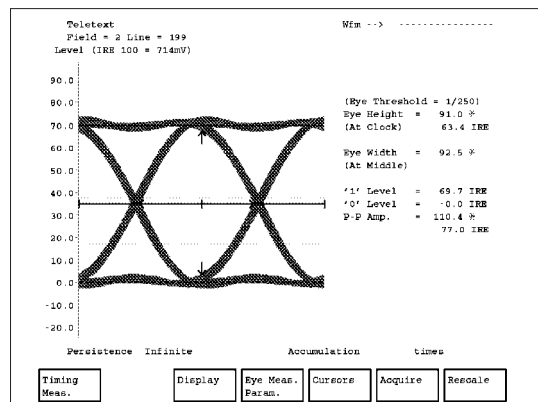 Teletext
Field = 2 Line = 199
Level (IRE 100 = 714mV)
Wfm --> ---------------
90.0
80.0
70.0
60.0
50.0
40.0
30.0
20.0
10.0
0.0
-10.0
-20.0
(Eye Threshold = 1/250)
Eye Height = 91.0 %
(At Clock) 63.4 IRE
Eye Width = 92.5 %
(At Middle)
'1' Level = 69.7 IRE
'0' Level = -0.0 IRE
P-P Amp. = 110.4 %
77.0 IRE
Persistence Infinite Accumulation times
Timing Meas.
Display
Eye Meas. Param.
Cursors
Acquire
Rescale